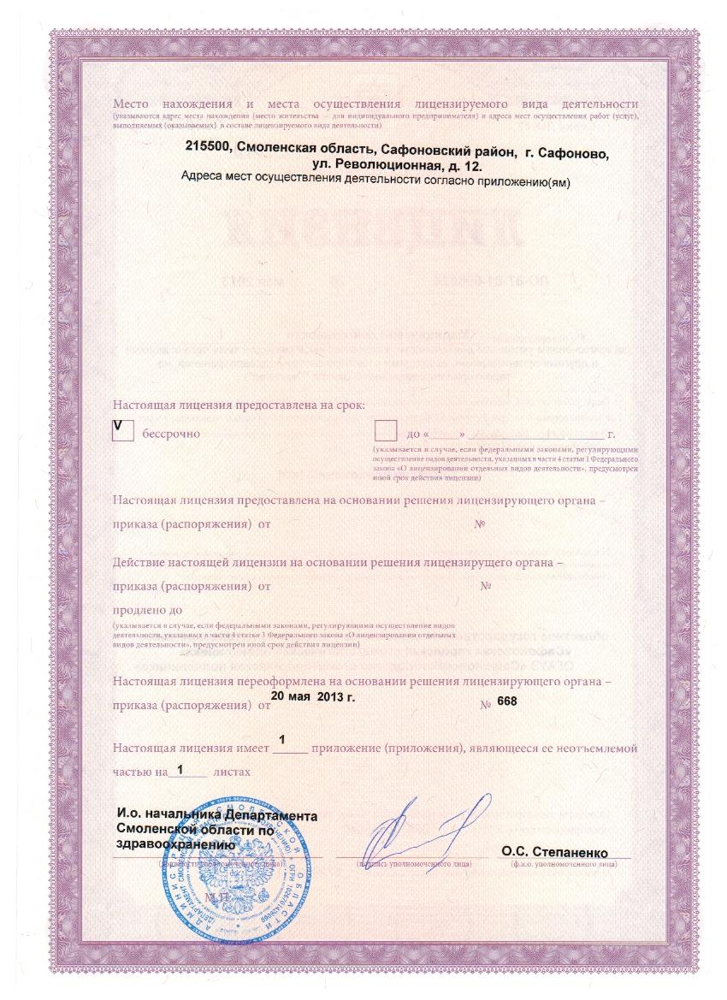 Место нахождения и места осуществления лицензируемого вида деятельности
(указываются адрес места нахождения (место жительства — для индивидуального предпринимателя) и адреса мест осуществления работ (услуг),
выполняемых (оказываемых) в составе лицензируемого вида деятельности)
215500, Смоленская область, Сафоновский район, г. Сафоново,
ул. Революционная, д. 12.
Адреса мест осуществления деятельности согласно приложению(ям)
Настоящая лицензия предоставлена на срок:
V бессрочно
до «____» ____________________ г.
(указывается в случае, если федеральными законами, регулирующими
осуществление видов деятельности, указанных в части 4 статьи 1 Федерального
закона «О лицензировании отдельных видов деятельности», предусмотрен
иной срок действия лицензии)
Настоящая лицензия предоставлена на основании решения лицензирующего органа –
приказа (распоряжения) от №
Действие настоящей лицензии на основании решения лицензирущего органа –
приказа (распоряжения) от №
продлено до
(указывается в случае, если федеральными законами, регулирующими осуществление видов
деятельности, указанных в части 4 статьи 1 Федерального закона «О лицензировании отдельных
видов деятельности», предусмотрен иной срок действия лицензии)
Настоящая лицензия переоформлена на основании решения лицензирующего органа –
приказа (распоряжения) от 20 мая 2013 г. № 668
Настоящая лицензия имеет 1 приложение (приложения), являющееся ее неотъемлемой
частью на 1 листах
И.о. начальника Департамента
Смоленской области по
здравоохранению
О.С. Степаненко
(должность уполномоченного лица)
(подпись уполномоченного лица)
(ф.и.о. уполномоченного лица)
М.П.
АДМИНИСТРАЦИЯ СМОЛЕНСКОЙ ОБЛАСТИ